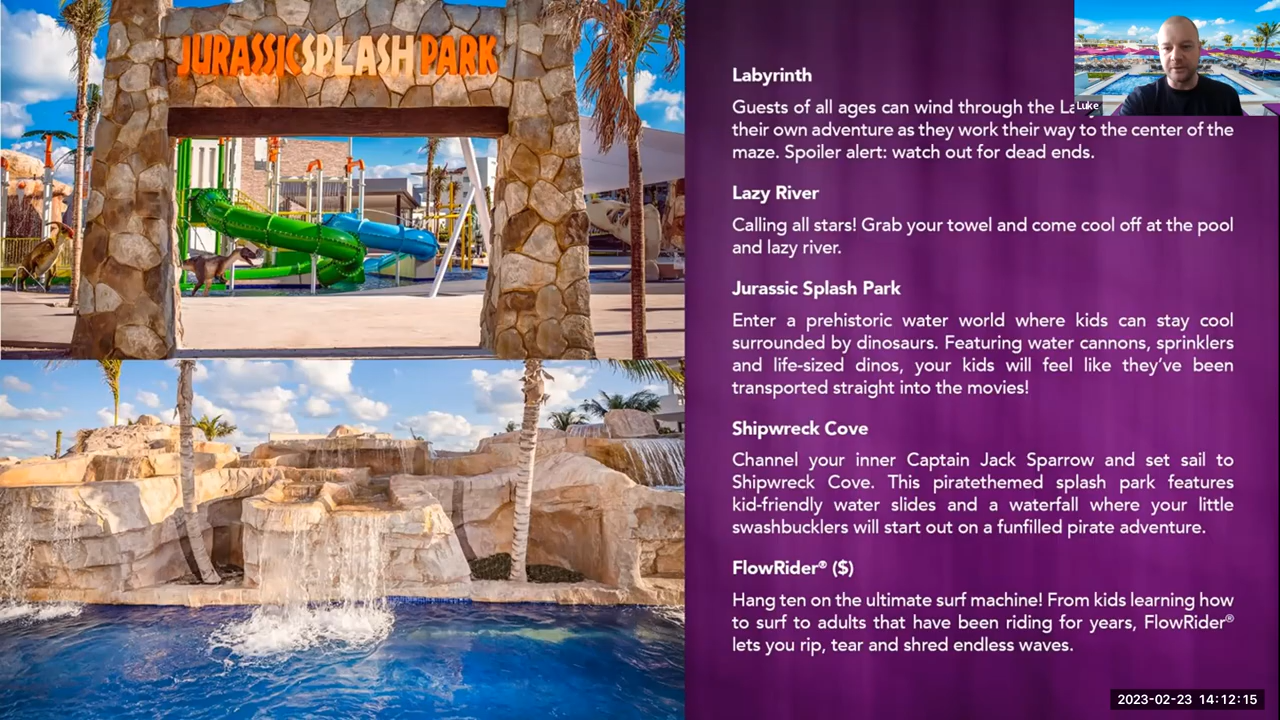 JURASSIC SPLASH PARK
Labyrinth
Guests of all ages can wind through the
their own adventure as they work their way to the center of the
maze. Spoiler alert: watch out for dead ends.
Lazy River
Calling all stars! Grab your towel and come cool off at the pool
and lazy river.
Jurassic Splash Park
Enter a prehistoric water world where kids can stay cool
surrounded by dinosaurs. Featuring water cannons, sprinklers
and life-sized dinos, your kids will feel like they've been
transported straight into the movies!
Shipwreck Cove
Channel your inner Captain Jack Sparrow and set sail to
Shipwreck Cove. This piratethemed splash park features
kid-friendly water slides and a waterfall where your little
swashbucklers will start out on a funfilled pirate adventure.
FlowRider® ($)
Hang ten on the ultimate surf machine! From kids learning how
to surf to adults that have been riding for years, FlowRider®
lets you rip, tear and shred endless waves.
Luke
2023-02-23 14:12:15